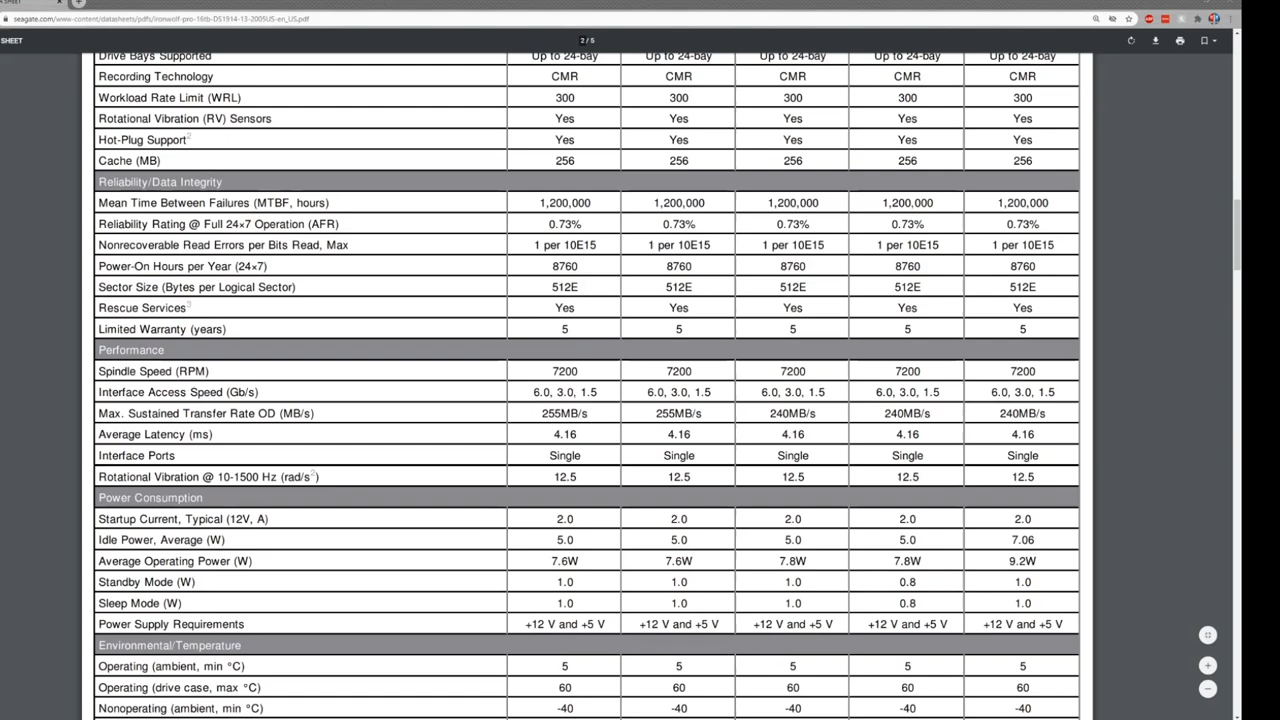 seagate.com/www-content/datasheets/pdfs/ironwolf-pro-16tb-DS1914-13-2005US-en_US.pdf
SHEET 2 / 5
Drive Bays Supported Up to 24-bay Up to 24-bay Up to 24-bay Up to 24-bay Up to 24-bay
Recording Technology CMR CMR CMR CMR CMR
Workload Rate Limit (WRL) 300 300 300 300 300
Rotational Vibration (RV) Sensors Yes Yes Yes Yes Yes
Hot-Plug Support2 Yes Yes Yes Yes Yes
Cache (MB) 256 256 256 256 256
Reliability/Data Integrity
Mean Time Between Failures (MTBF, hours) 1,200,000 1,200,000 1,200,000 1,200,000 1,200,000
Reliability Rating @ Full 24×7 Operation (AFR) 0.73% 0.73% 0.73% 0.73% 0.73%
Nonrecoverable Read Errors per Bits Read, Max 1 per 10E15 1 per 10E15 1 per 10E15 1 per 10E15 1 per 10E15
Power-On Hours per Year (24×7) 8760 8760 8760 8760 8760
Sector Size (Bytes per Logical Sector) 512E 512E 512E 512E 512E
Rescue Services3 Yes Yes Yes Yes Yes
Limited Warranty (years) 5 5 5 5 5
Performance
Spindle Speed (RPM) 7200 7200 7200 7200 7200
Interface Access Speed (Gb/s) 6.0, 3.0, 1.5 6.0, 3.0, 1.5 6.0, 3.0, 1.5 6.0, 3.0, 1.5 6.0, 3.0, 1.5
Max. Sustained Transfer Rate OD (MB/s) 255MB/s 255MB/s 240MB/s 240MB/s 240MB/s
Average Latency (ms) 4.16 4.16 4.16 4.16 4.16
Interface Ports Single Single Single Single Single
Rotational Vibration @ 10-1500 Hz (rad/s2) 12.5 12.5 12.5 12.5 12.5
Power Consumption
Startup Current, Typical (12V, A) 2.0 2.0 2.0 2.0 2.0
Idle Power, Average (W) 5.0 5.0 5.0 5.0 7.06
Average Operating Power (W) 7.6W 7.6W 7.8W 7.8W 9.2W
Standby Mode (W) 1.0 1.0 1.0 0.8 1.0
Sleep Mode (W) 1.0 1.0 1.0 0.8 1.0
Power Supply Requirements +12 V and +5 V +12 V and +5 V +12 V and +5 V +12 V and +5 V +12 V and +5 V
Environmental/Temperature
Operating (ambient, min °C) 5 5 5 5 5
Operating (drive case, max °C) 60 60 60 60 60
Nonoperating (ambient, min °C) -40 -40 -40 -40 -40